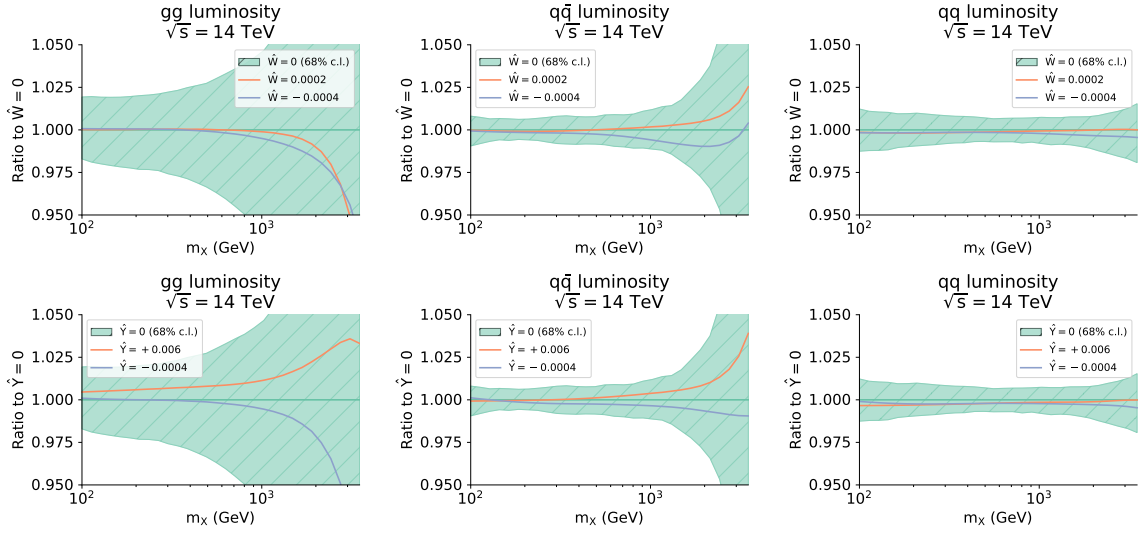 gg luminosity
√s = 14 TeV
Ratio to Ŵ = 0
1.050
1.025
1.000
0.975
0.950
Ŵ = 0 (68% c.l.)
Ŵ = 0.0002
Ŵ = −0.0004
10²
10³
m_X (GeV)
qq̄ luminosity
√s = 14 TeV
Ratio to Ŵ = 0
1.050
1.025
1.000
0.975
0.950
Ŵ = 0 (68% c.l.)
Ŵ = 0.0002
Ŵ = −0.0004
10²
10³
m_X (GeV)
qq luminosity
√s = 14 TeV
Ratio to Ŵ = 0
1.050
1.025
1.000
0.975
0.950
Ŵ = 0 (68% c.l.)
Ŵ = 0.0002
Ŵ = −0.0004
10²
10³
m_X (GeV)
gg luminosity
√s = 14 TeV
Ratio to Ŷ = 0
1.050
1.025
1.000
0.975
0.950
Ŷ = 0 (68% c.l.)
Ŷ = +0.006
Ŷ = −0.0004
10²
10³
m_X (GeV)
qq̄ luminosity
√s = 14 TeV
Ratio to Ŷ = 0
1.050
1.025
1.000
0.975
0.950
Ŷ = 0 (68% c.l.)
Ŷ = +0.006
Ŷ = −0.0004
10²
10³
m_X (GeV)
qq luminosity
√s = 14 TeV
Ratio to Ŷ = 0
1.050
1.025
1.000
0.975
0.950
Ŷ = 0 (68% c.l.)
Ŷ = +0.006
Ŷ = −0.0004
10²
10³
m_X (GeV)